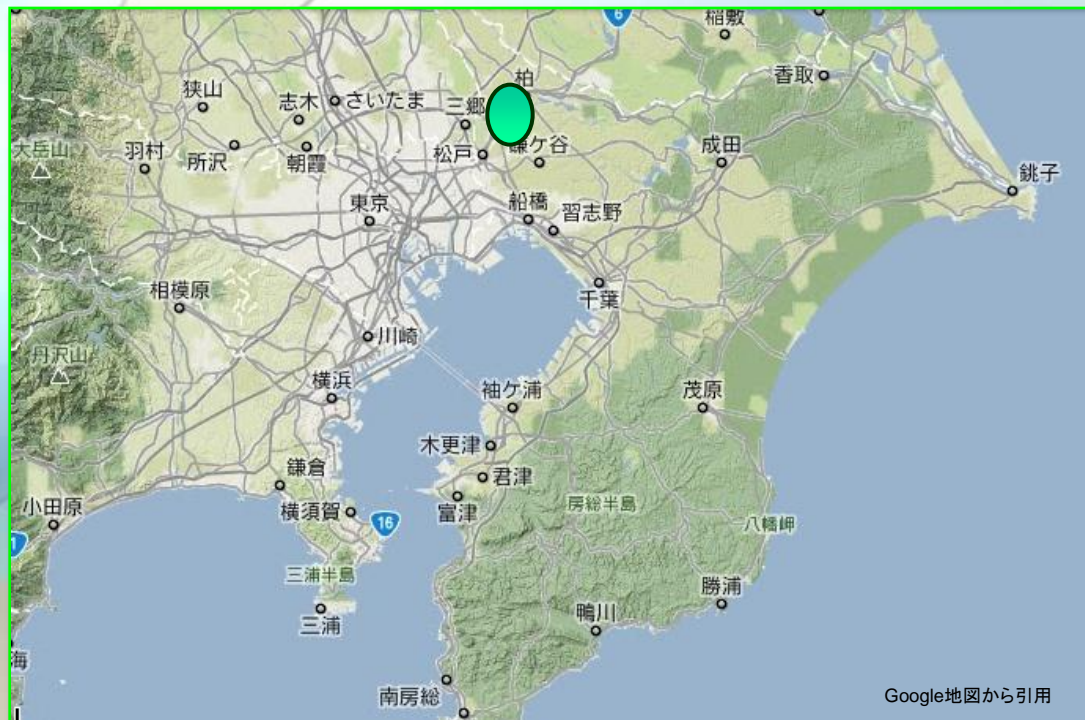 6
稲敷
柏
香取
狭山
志木
さいたま
三郷
大岳山
羽村
所沢
朝霞
松戸
鎌ケ谷
成田
銚子
東京
船橋
習志野
相模原
千葉
川崎
丹沢山
横浜
袖ケ浦
茂原
木更津
鎌倉
君津
小田原
横須賀
16
富津
房総半島
八幡岬
1
三浦半島
勝浦
三浦
鴨川
海
南房総
Google地図から引用